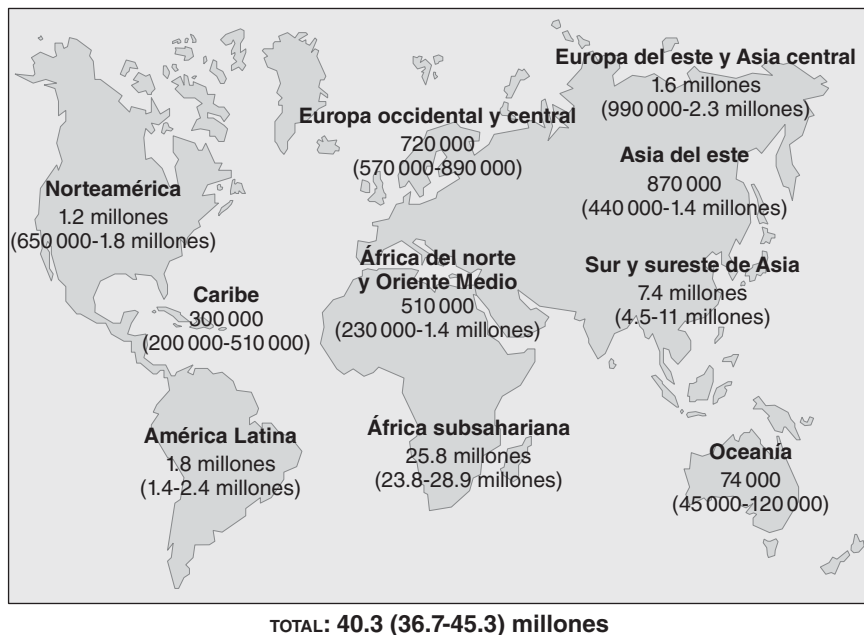 Europa del este y Asia central
1.6 millones
(990 000-2.3 millones)
Europa occidental y central
720 000
(570 000-890 000)
Asia del este
870 000
(440 000-1.4 millones)
Norteamérica
1.2 millones
(650 000-1.8 millones)
África del norte
y Oriente Medio
510 000
(230 000-1.4 millones)
Sur y sureste de Asia
7.4 millones
(4.5-11 millones)
Caribe
300 000
(200 000-510 000)
América Latina
1.8 millones
(1.4-2.4 millones)
África subsahariana
25.8 millones
(23.8-28.9 millones)
Oceanía
74 000
(45 000-120 000)
TOTAL: 40.3 (36.7-45.3) millones